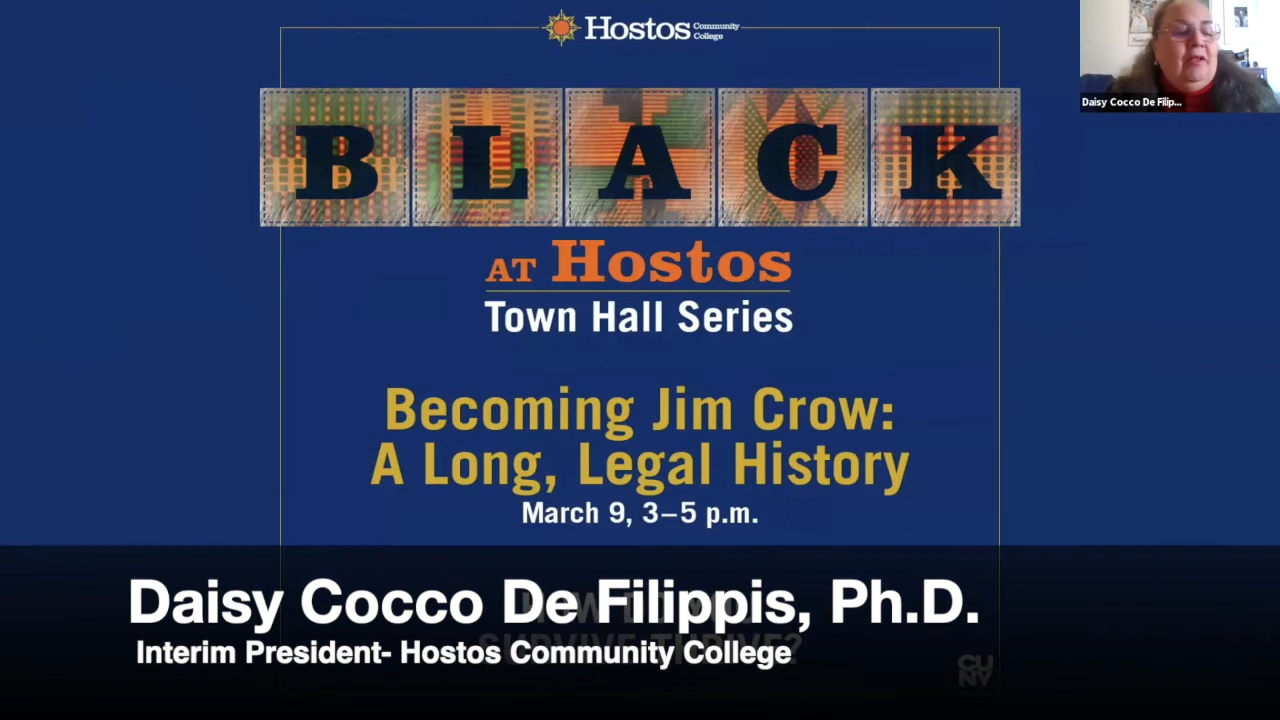 Hostos Community College
BLACK
AT Hostos
Town Hall Series
Becoming Jim Crow:
A Long, Legal History
March 9, 3–5 p.m.
Daisy Cocco De Filip...
Daisy Cocco De Filippis, Ph.D.
Interim President- Hostos Community College
CUNY